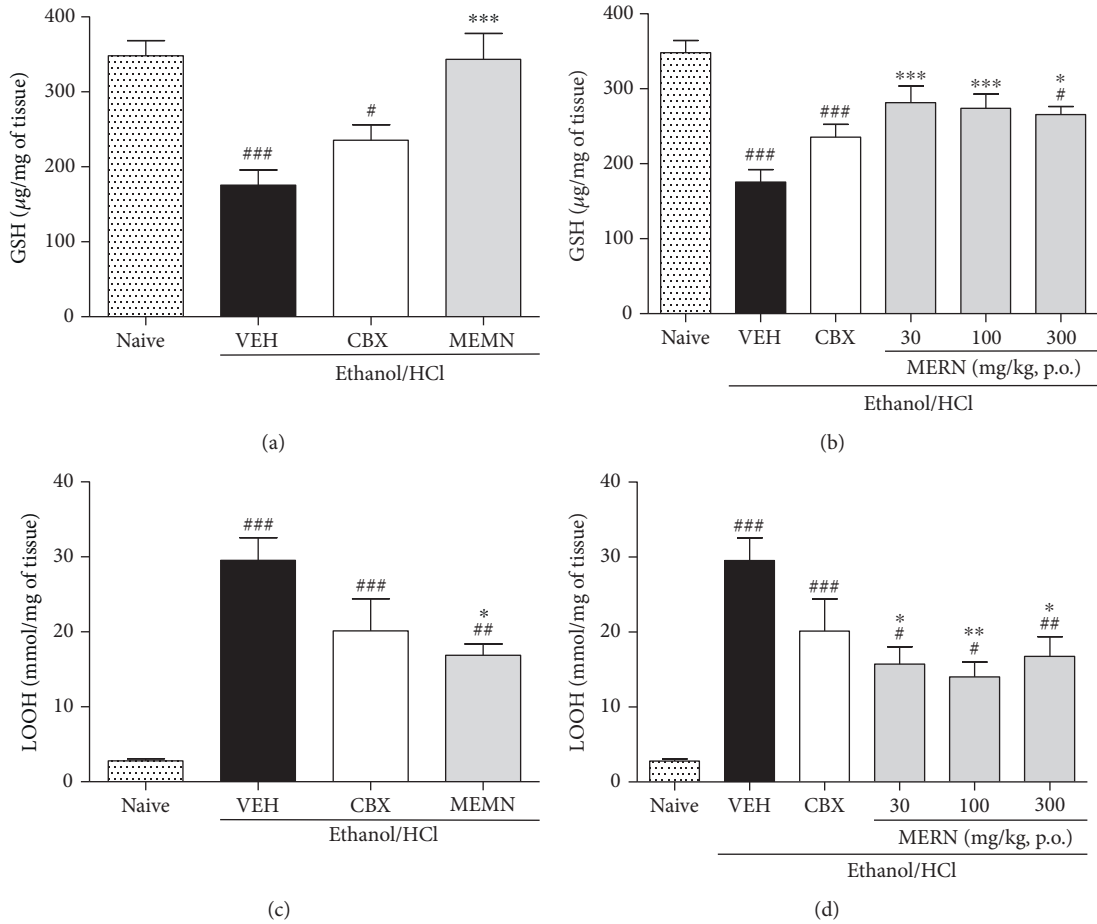 400
300
200
100
0
GSH (μg/mg of tissue)
###
#
***
Naive
VEH
CBX
MEMN
Ethanol/HCl
(a)
400
300
200
100
0
GSH (μg/mg of tissue)
###
###
***
***
*
#
Naive
VEH
CBX
30
100
300
MERN (mg/kg, p.o.)
Ethanol/HCl
(b)
40
30
20
10
0
LOOH (mmol/mg of tissue)
###
###
*
##
Naive
VEH
CBX
MEMN
Ethanol/HCl
(c)
40
30
20
10
0
LOOH (mmol/mg of tissue)
###
###
*
#
**
#
*
##
Naive
VEH
CBX
30
100
300
MERN (mg/kg, p.o.)
Ethanol/HCl
(d)